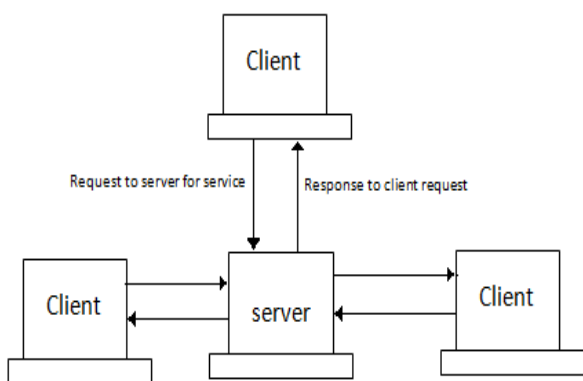 Client
Request to server for service
Response to client request
Client
server
Client